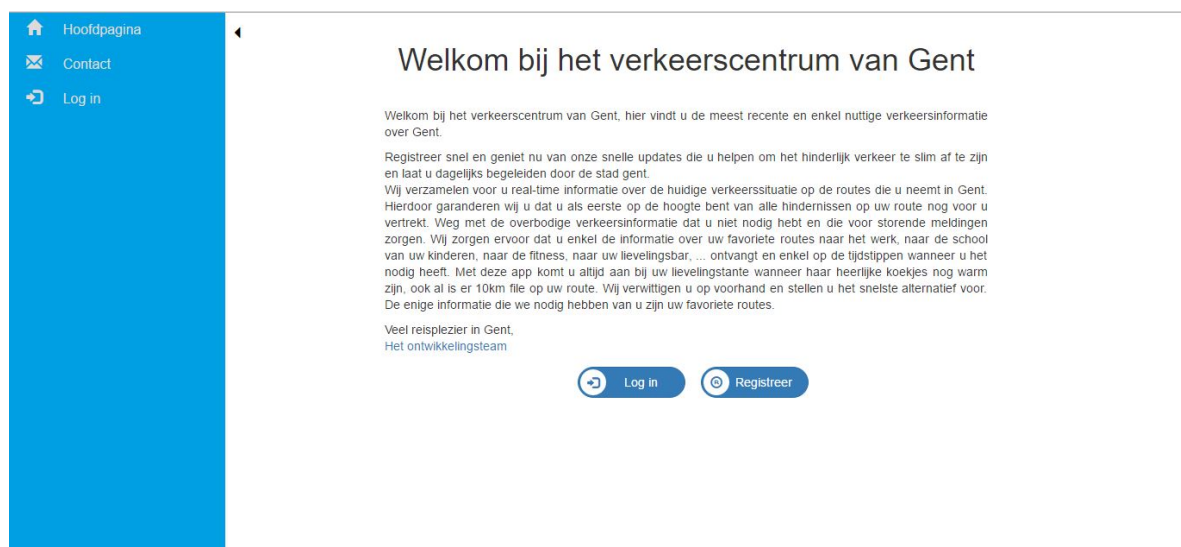 Hoofdpagina
Contact
Log in
Welkom bij het verkeerscentrum van Gent
Welkom bij het verkeerscentrum van Gent, hier vindt u de meest recente en enkel nuttige verkeersinformatie
over Gent.
Registreer snel en geniet nu van onze snelle updates die u helpen om het hinderlijk verkeer te slim af te zijn
en laat u dagelijks begeleiden door de stad gent.
Wij verzamelen voor u real-time informatie over de huidige verkeerssituatie op de routes die u neemt in Gent.
Hierdoor garanderen wij u dat u als eerste op de hoogte bent van alle hindernissen op uw route nog voor u
vertrekt. Weg met de overbodige verkeersinformatie dat u niet nodig hebt en die voor storende meldingen
zorgen. Wij zorgen ervoor dat u enkel de informatie over uw favoriete routes naar het werk, naar de school
van uw kinderen, naar de fitness, naar uw lievelingsbar, ... ontvangt en enkel op de tijdstippen wanneer u het
nodig heeft. Met deze app komt u altijd aan bij uw lievelingstante wanneer haar heerlijke koekjes nog warm
zijn, ook al is er 10km file op uw route. Wij verwittigen u op voorhand en stellen u het snelste alternatief voor.
De enige informatie die we nodig hebben van u zijn uw favoriete routes.
Veel reisplezier in Gent,
Het ontwikkelingsteam
Log in
Registreer